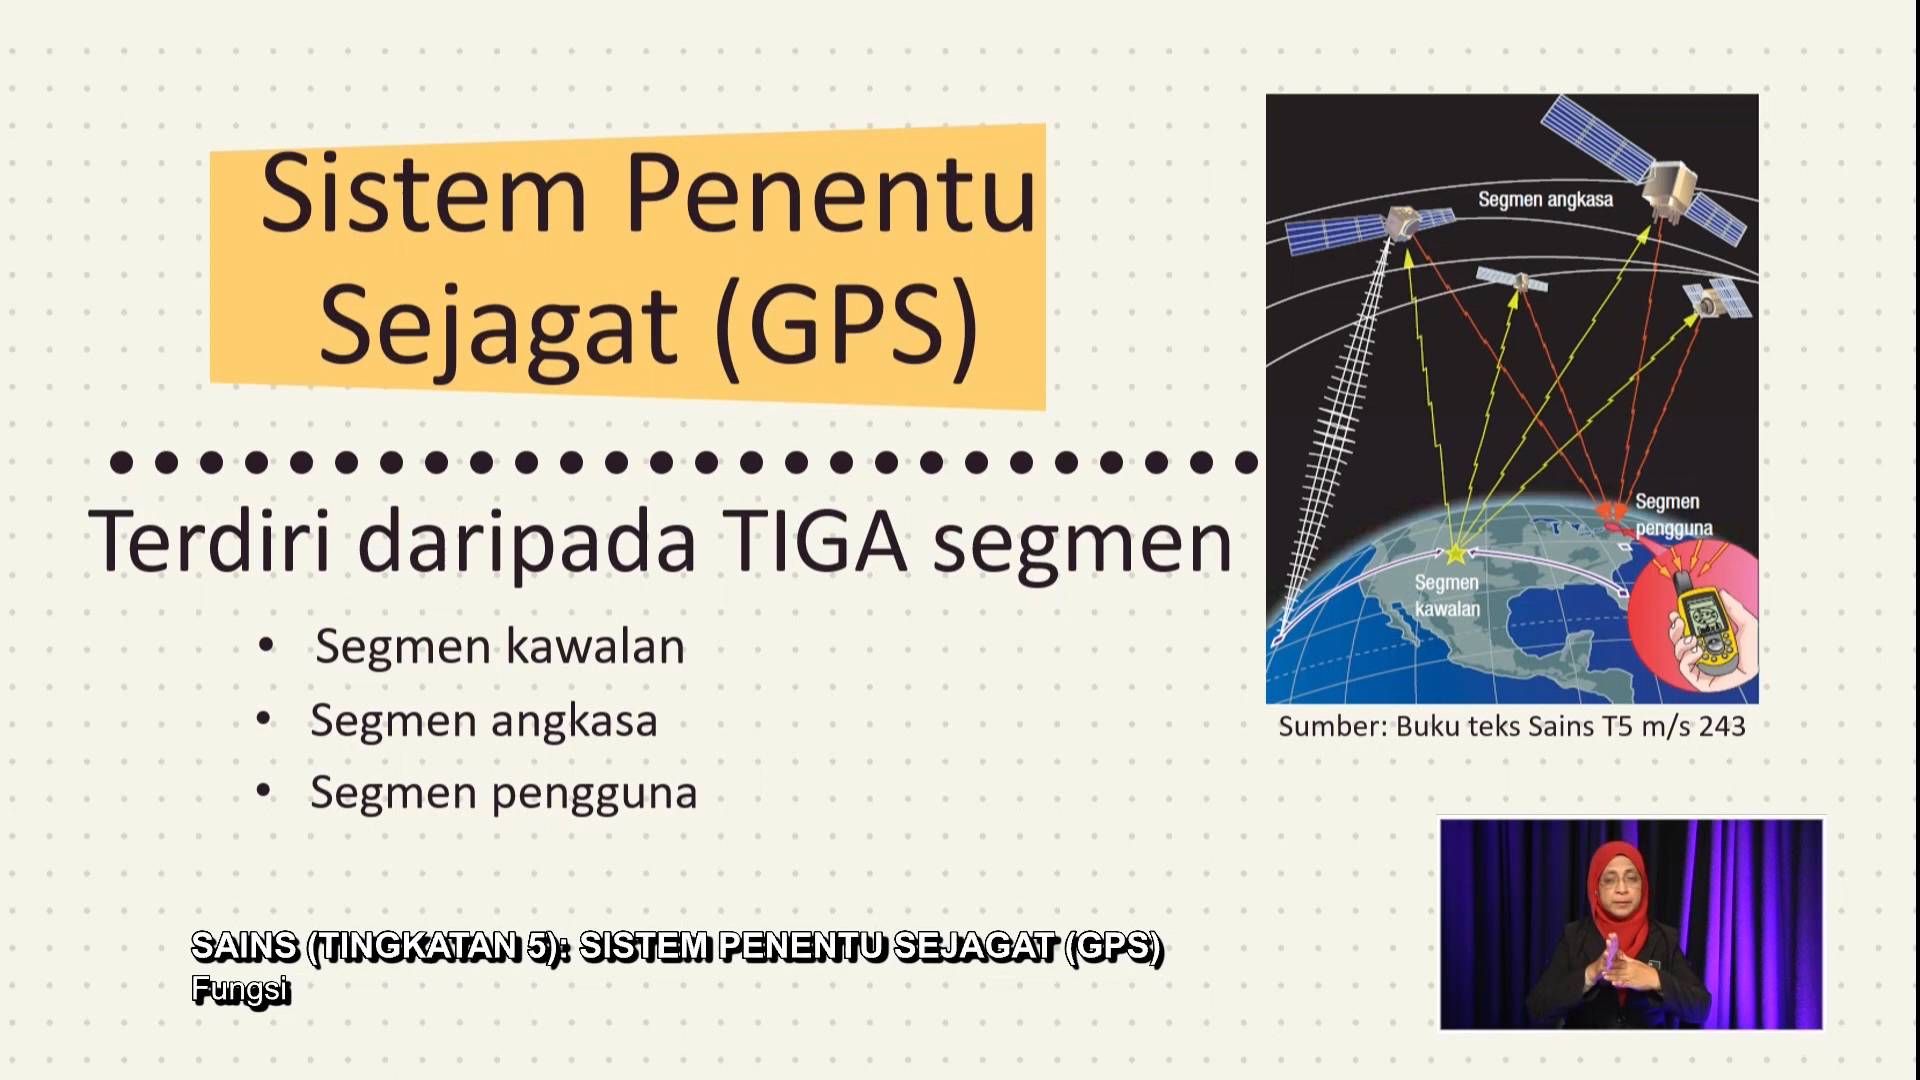 Sistem Penentu
Sejagat (GPS)
Terdiri daripada TIGA segmen
• Segmen kawalan
• Segmen angkasa
• Segmen pengguna
Segmen angkasa
Segmen
pengguna
Segmen
kawalan
Sumber: Buku teks Sains T5 m/s 243
SAINS (TINGKATAN 5): SISTEM PENENTU SEJAGAT (GPS)
Fungsi